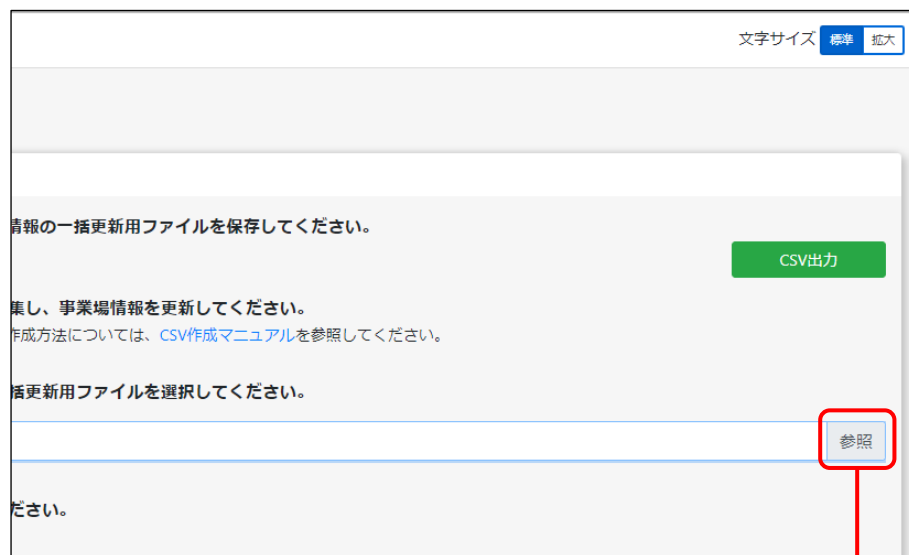 文字サイズ 標準 拡大
情報の一括更新用ファイルを保存してください。
CSV出力
集し、事業場情報を更新してください。
作成方法については、CSV作成マニュアルを参照してください。
括更新用ファイルを選択してください。
参照
ださい。